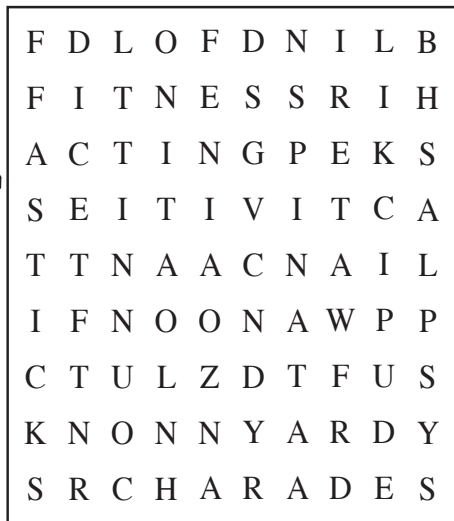 F D L O F D N I L B
F I T N E S S R I H
A C T I N G P E K S
S E I T I V I T C A
T T N A A C N A I L
I F N O O N A W P P
C T U L Z D T F U S
K N O N N Y A R D Y
S R C H A R A D E S